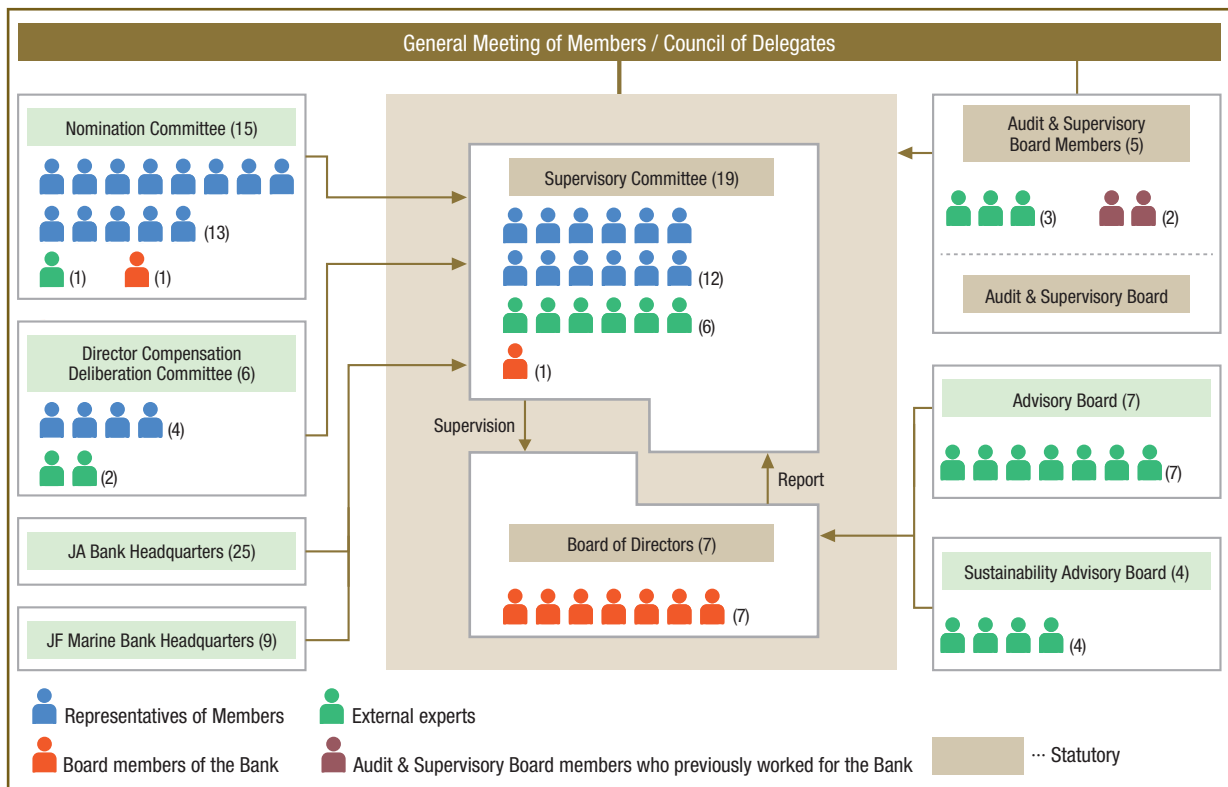 General Meeting of Members / Council of Delegates
Nomination Committee (15)
(13)
(1)
(1)
Director Compensation
Deliberation Committee (6)
(4)
(2)
JA Bank Headquarters (25)
JF Marine Bank Headquarters (9)
Supervisory Committee (19)
(12)
(6)
(1)
Supervision
Report
Board of Directors (7)
(7)
Audit & Supervisory
Board Members (5)
(3)
(2)
Audit & Supervisory Board
Advisory Board (7)
(7)
Sustainability Advisory Board (4)
(4)
Representatives of Members
External experts
Board members of the Bank
Audit & Supervisory Board members who previously worked for the Bank
··· Statutory